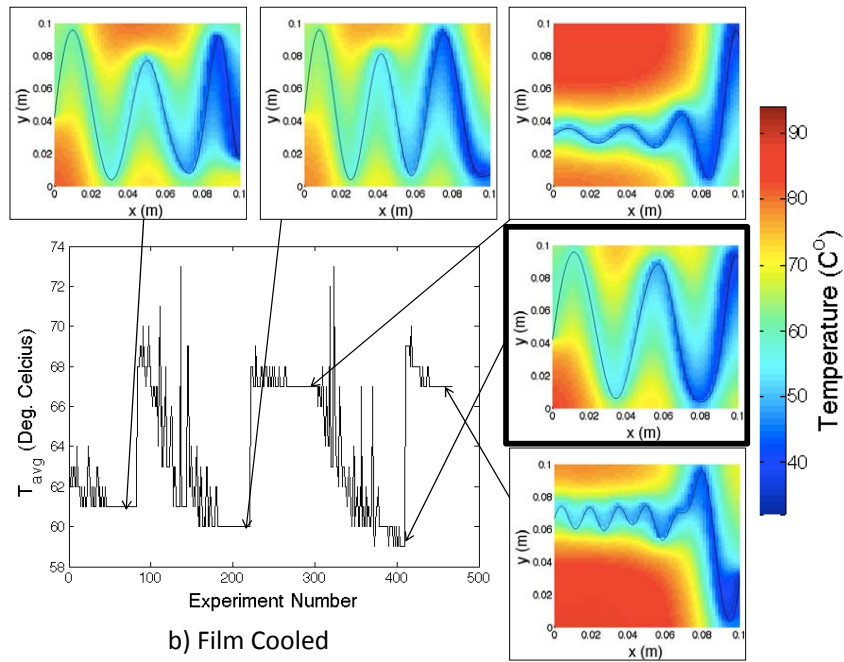 0.1
0.08
0.06
0.04
0.02
0
y (m)
0 0.02 0.04 0.06 0.08 0.1
x (m)
0.1
0.08
0.06
0.04
0.02
0
y (m)
0 0.02 0.04 0.06 0.08 0.1
x (m)
0.1
0.08
0.06
0.04
0.02
0
y (m)
0 0.02 0.04 0.06 0.08 0.1
x (m)
74
72
70
68
66
64
62
60
58
Tavg (Deg. Celcius)
0 100 200 300 400 500
Experiment Number
b) Film Cooled
0.1
0.08
0.06
0.04
0.02
0
y (m)
0 0.02 0.04 0.06 0.08 0.1
x (m)
0.1
0.08
0.06
0.04
0.02
0
y (m)
0 0.02 0.04 0.06 0.08 0.1
x (m)
90
80
70
60
50
40
Temperature (C^O)